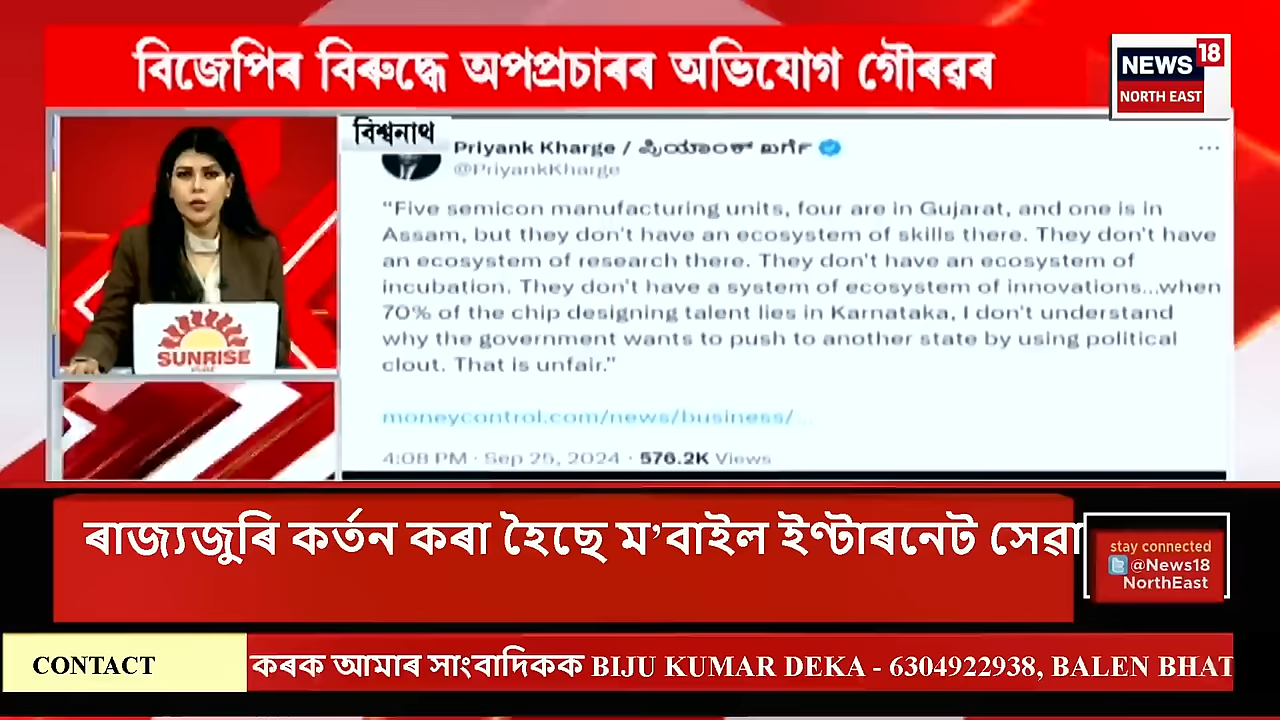 বিজেপিৰ বিৰুদ্ধে অপপ্ৰচাৰৰ অভিযোগ গৌৰৱৰ
NEWS 18
NORTH EAST
বিশ্বনাথ
Priyank Kharge / ಪ್ರಿಯಾಂಕ್ ಖರ್ಗೆ
@PriyankKharge
"Five semicon manufacturing units, four are in Gujarat, and one is in
Assam, but they don't have an ecosystem of skills there. They don't have
an ecosystem of research there. They don't have an ecosystem of
incubation. They don't have a system of ecosystem of innovations...when
70% of the chip designing talent lies in Karnataka, I don't understand
why the government wants to push to another state by using political
clout. That is unfair."
moneycontrol.com/news/business/...
4:08 PM · Sep 25, 2024 · 576.2K Views
SUNRISE
ৰাজ্যজুৰি কৰ্তন কৰা হৈছে ম'বাইল ইণ্টাৰনেট সেৱা
stay connected
@News18
NorthEast
CONTACT
কৰক আমাৰ সাংবাদিকক BIJU KUMAR DEKA - 6304922938, BALEN BHAT